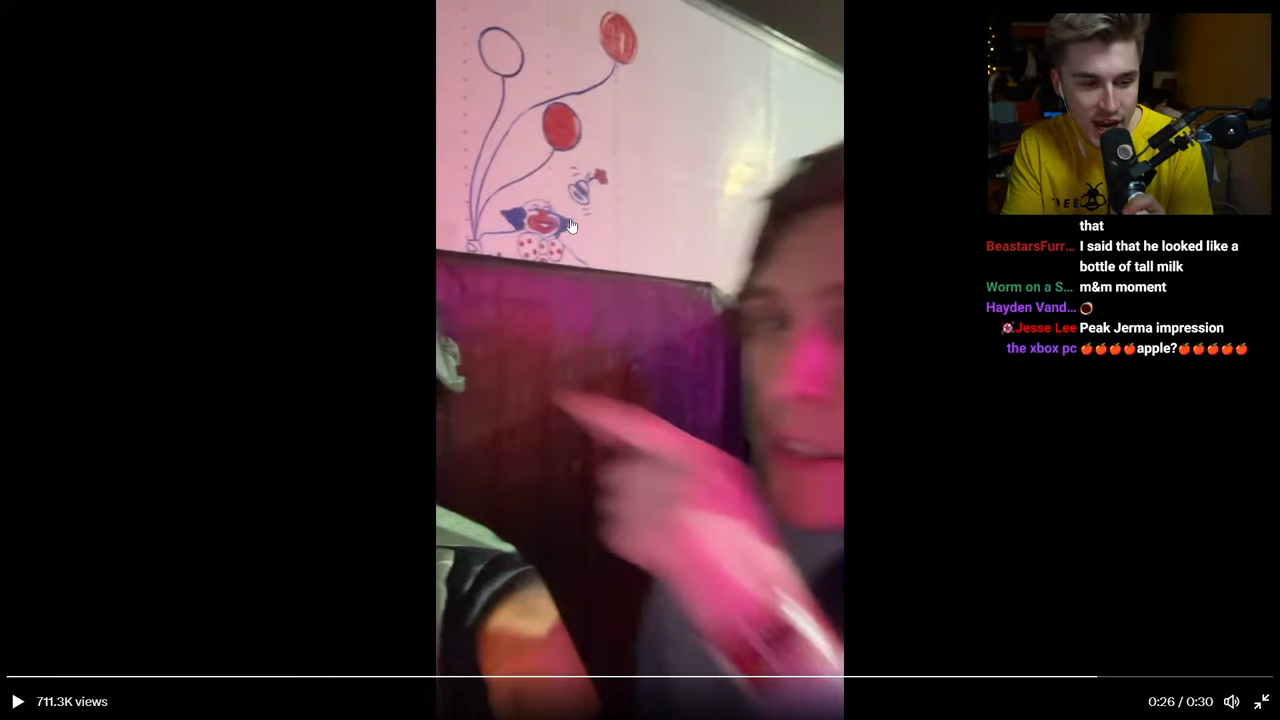 BEE
that
BeastarsFurr... I said that he looked like a
bottle of tall milk
Worm on a S... m&m moment
Hayden Vand...
Jesse Lee Peak Jerma impression
the xbox pc 🍎🍎🍎🍎apple?🍎🍎🍎🍎🍎
711.3K views
0:26 / 0:30